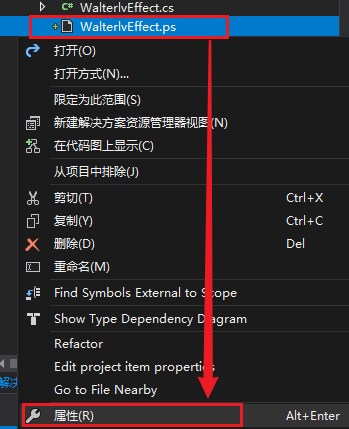 WalterlvEffect.cs
WalterlvEffect.ps
打开(O)
打开方式(N)...
限定为此范围(S)
新建解决方案资源管理器视图(N)
在代码图上显示(C)
从项目中排除(J)
剪切(T) Ctrl+X
复制(Y) Ctrl+C
删除(D) Del
重命名(M)
Find Symbols External to Scope
Show Type Dependency Diagram
Refactor
Edit project item properties
Go to File Nearby
解决
属性(R) Alt+Enter